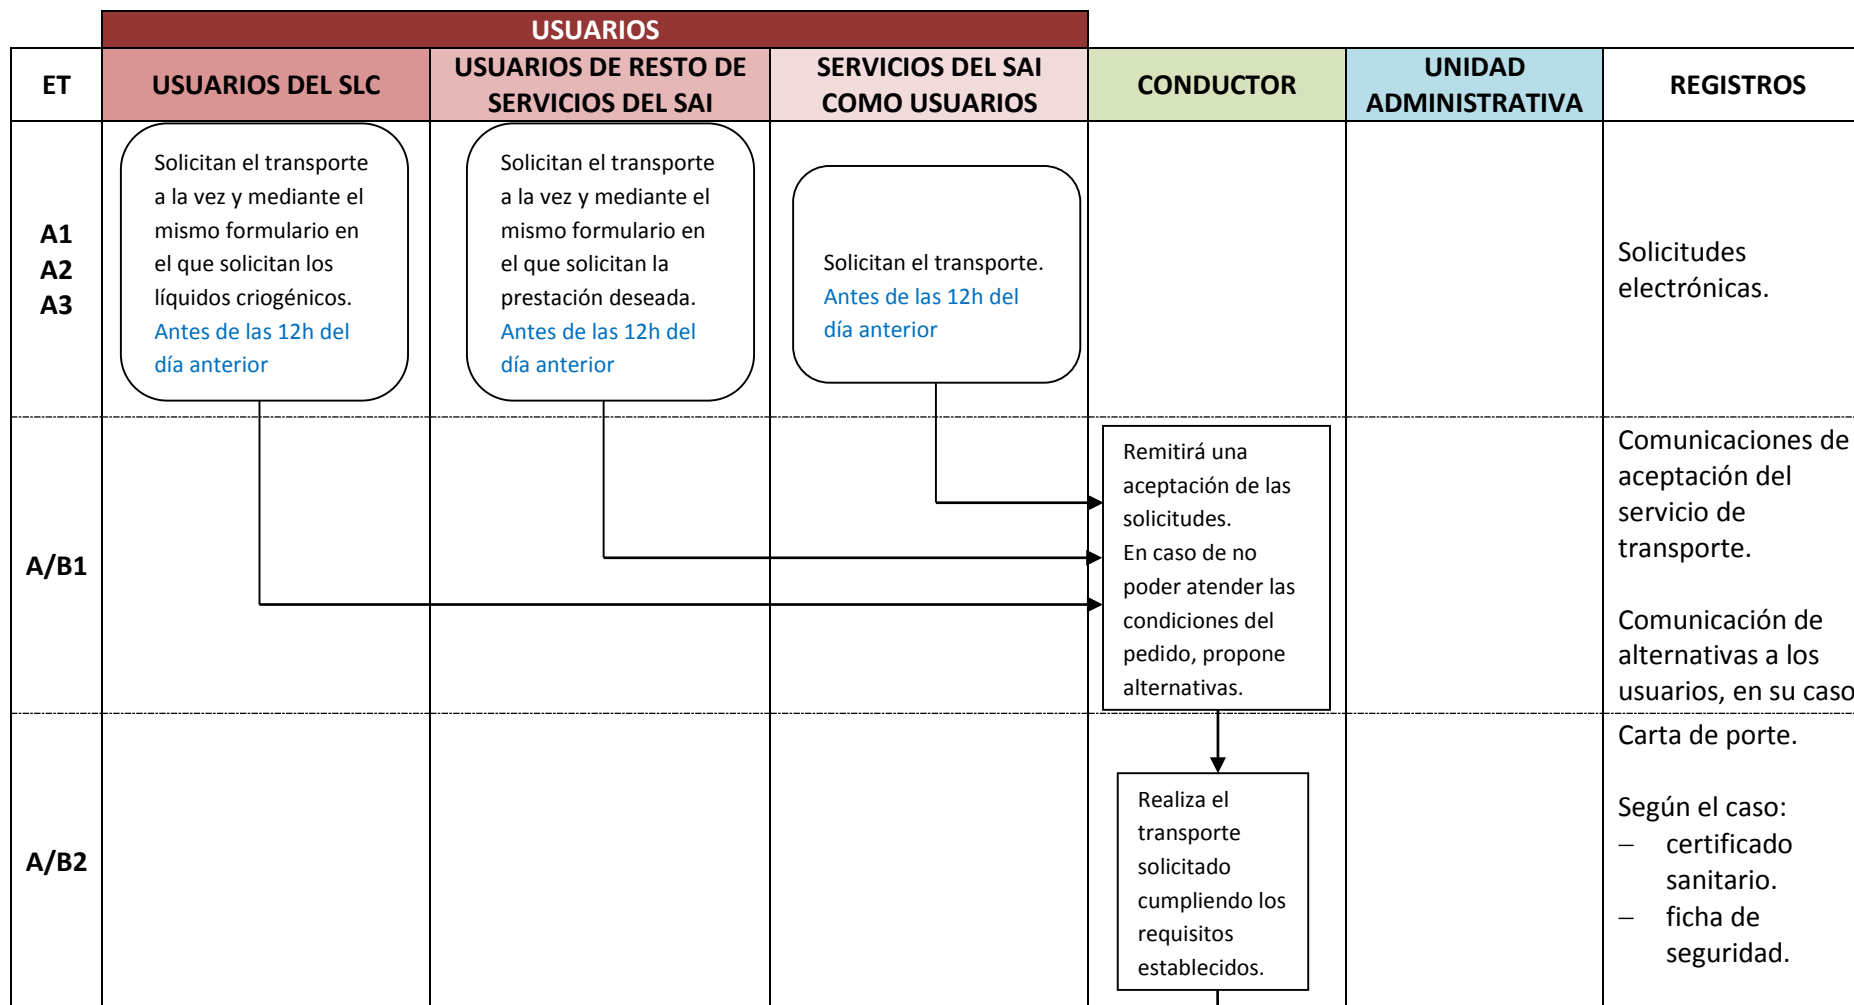 USUARIOS
ET
USUARIOS DEL SLC
USUARIOS DE RESTO DE
SERVICIOS DEL SAI
SERVICIOS DEL SAI
COMO USUARIOS
CONDUCTOR
UNIDAD
ADMINISTRATIVA
REGISTROS
A1
A2
A3
Solicitan el transporte
a la vez y mediante el
mismo formulario en
el que solicitan los
líquidos criogénicos.
Antes de las 12h del
día anterior
Solicitan el transporte
a la vez y mediante el
mismo formulario en
el que solicitan la
prestación deseada.
Antes de las 12h del
día anterior
Solicitan el transporte.
Antes de las 12h del
día anterior
Solicitudes
electrónicas.
A/B1
Remitirá una
aceptación de las
solicitudes.
En caso de no
poder atender las
condiciones del
pedido, propone
alternativas.
Comunicaciones de
aceptación del
servicio de
transporte.
Comunicación de
alternativas a los
usuarios, en su caso
A/B2
Realiza el
transporte
solicitado
cumpliendo los
requisitos
establecidos.
Carta de porte.
Según el caso:
– certificado
sanitario.
– ficha de
seguridad.